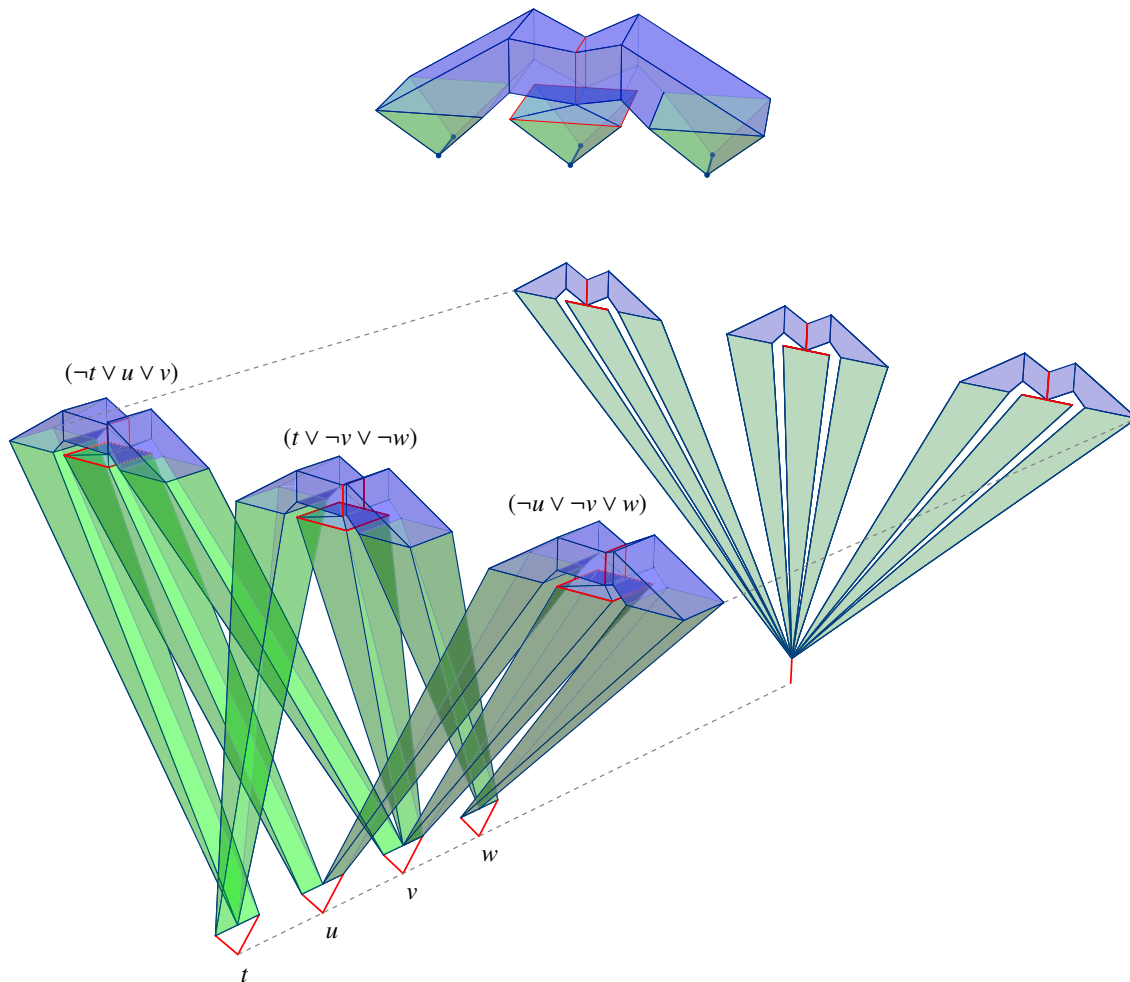 (¬t ∨ u ∨ v)
(t ∨ ¬v ∨ ¬w)
(¬u ∨ ¬v ∨ w)
w
v
u
t